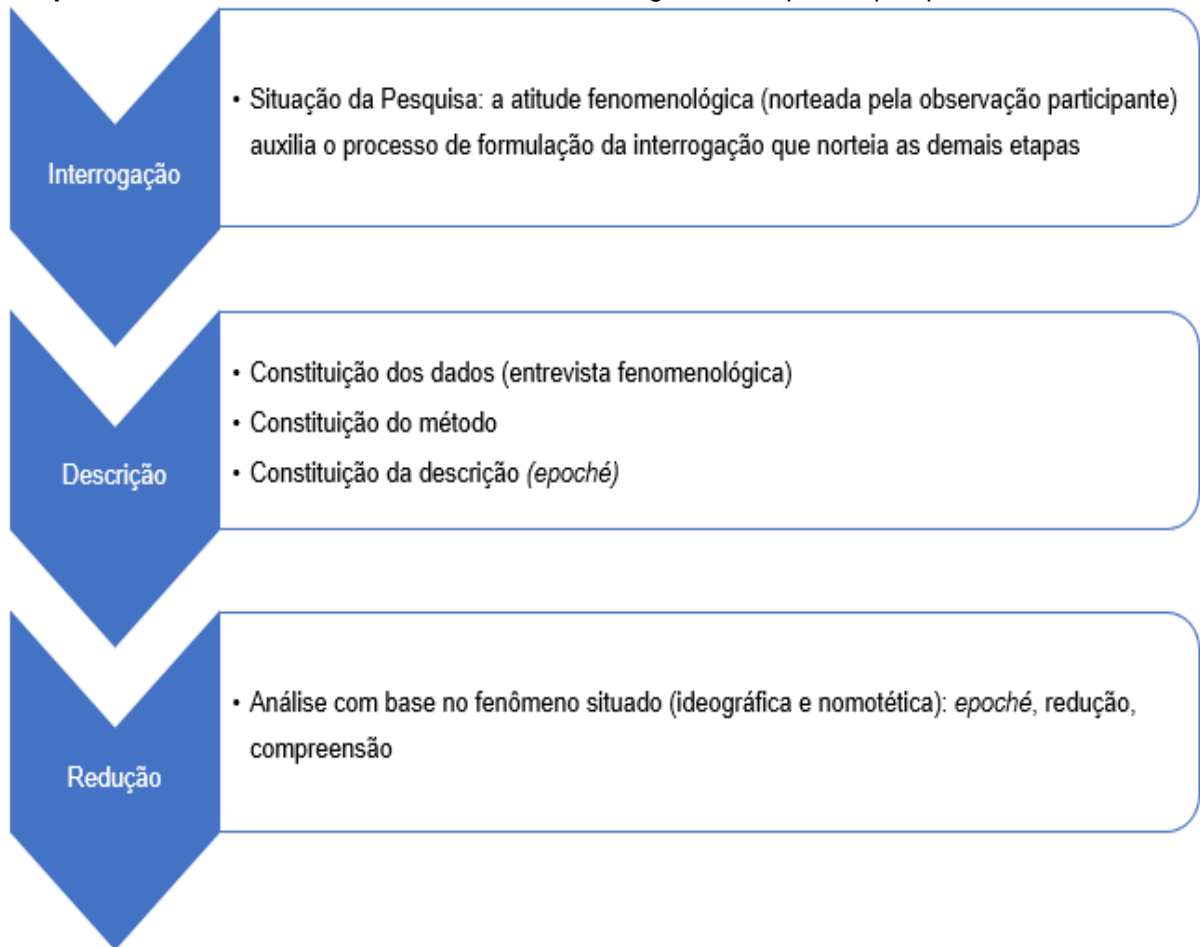 Interrogação
• Situação da Pesquisa: a atitude fenomenológica (norteada pela observação participante)
auxilia o processo de formulação da interrogação que norteia as demais etapas
Descrição
• Constituição dos dados (entrevista fenomenológica)
• Constituição do método
• Constituição da descrição (epoché)
Redução
• Análise com base no fenômeno situado (ideográfica e nomotética): epoché, redução,
compreensão